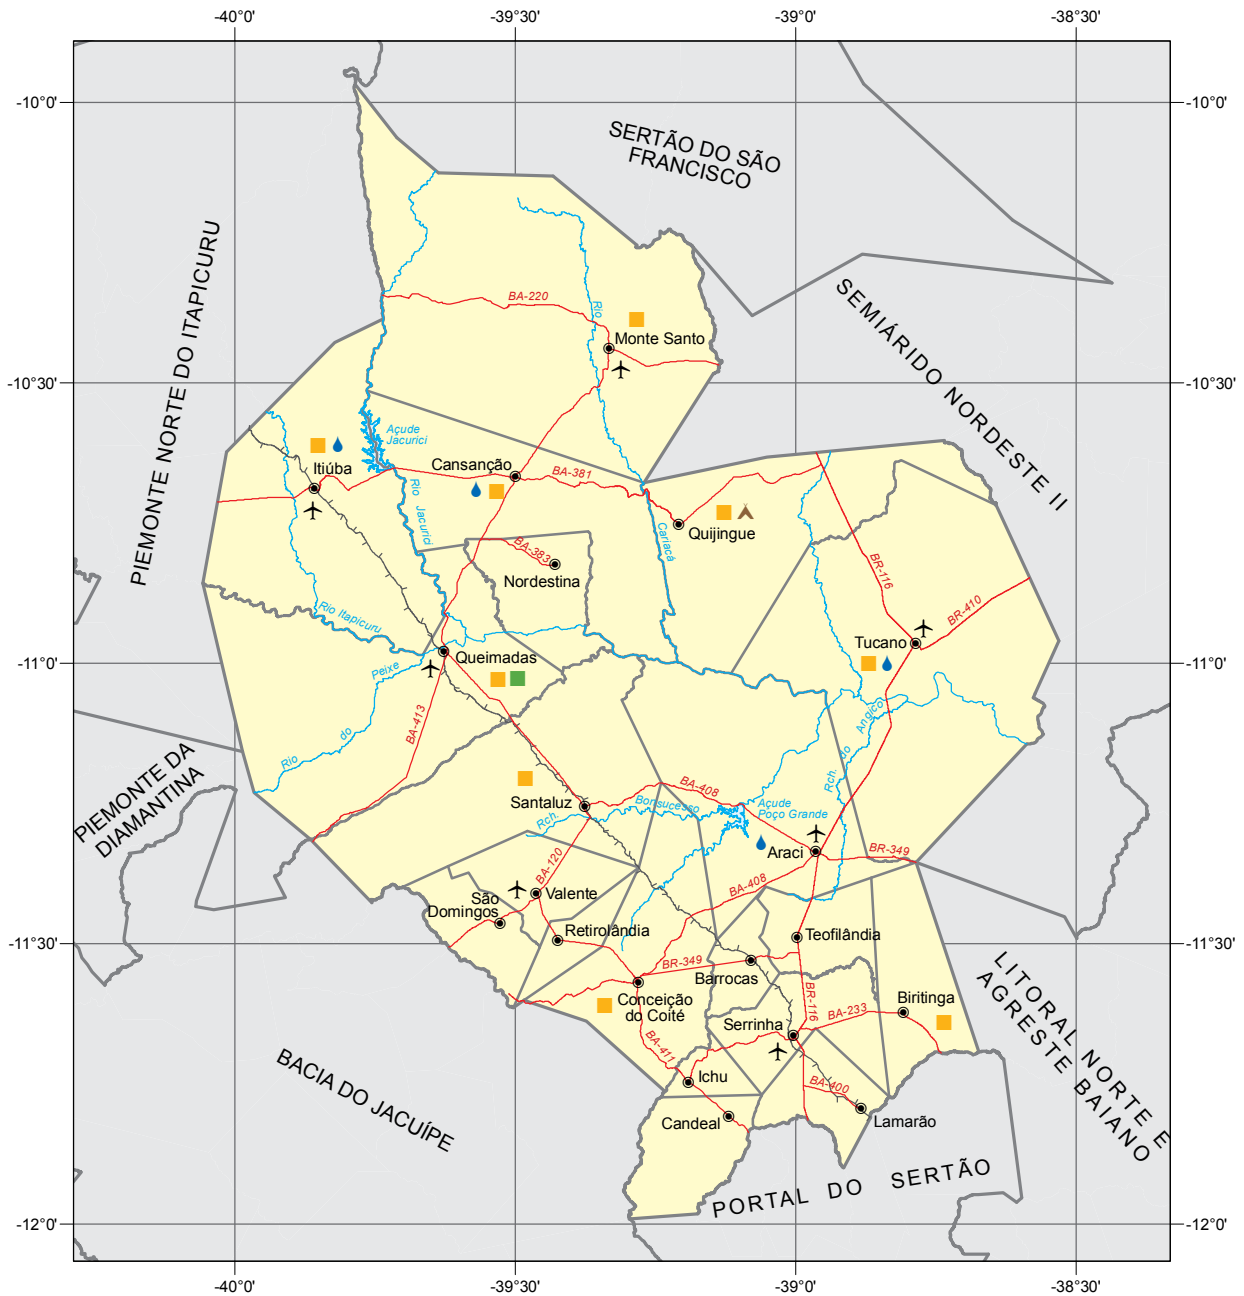 -40°0'
-39°30'
-39°0'
-38°30'
-10°0'
-10°0'
SERTÃO DO SÃO
FRANCISCO
PIEMONTE NORTE DO ITAPICURU
SEMIÁRIDO NORDESTE II
BA-220
Rio
Monte Santo
-10°30'
-10°30'
Açude
Jacurici
Itiúba
Cansanção
BA-381
Rio
Jacurici
Quijingue
Cariacá
BA-383
Nordestina
BR-116
BR-410
Rio Itapicuru
Tucano
Queimadas
Peixe
-11°0'
-11°0'
BA-413
do
Rio
Angico
do
Rch.
PIEMONTE DA
DIAMANTINA
BA-408
Santaluz
Bonsucesso
Rch.
Açude
Poço Grande
Araci
BR-349
BA-120
BA-408
Valente
São
Domingos
Retirolândia
Teofilândia
-11°30'
-11°30'
BR-349
Barrocas
Conceição
do Coité
BR-116
Biritinga
BA-233
Serrinha
LITORAL NORTE E
AGRESTE BAIANO
BA-411
Ichu
BA-400
Candeal
Lamarão
BACIA DO JACUÍPE
PORTAL DO SERTÃO
-12°0'
-12°0'
-40°0'
-39°30'
-39°0'
-38°30'